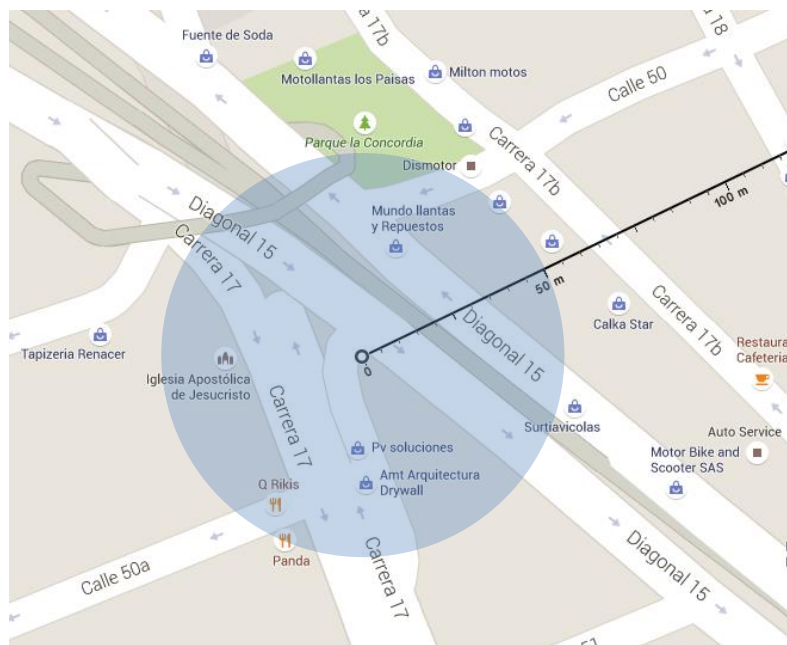 Fuente de Soda
Motollantas los Paisas
Milton motos
17b
Calle 50
Parque la Concordia
Carrera 17b
Dismotor
100 m
Diagonal 15
Mundo llantas
y Repuestos
Carrera 17
50 m
Calka Star
Carrera 17b
Diagonal 15
Tapizeria Renacer
0
Restaura
Cafeteria
Iglesia Apostólica
de Jesucristo
Carrera 17
Surtiavicolas
Auto Service
Pv soluciones
Motor Bike and
Scooter SAS
Amt Arquitectura
Drywall
Q Rikis
Panda
Calle 50a
Carrera 17
Diagonal 15